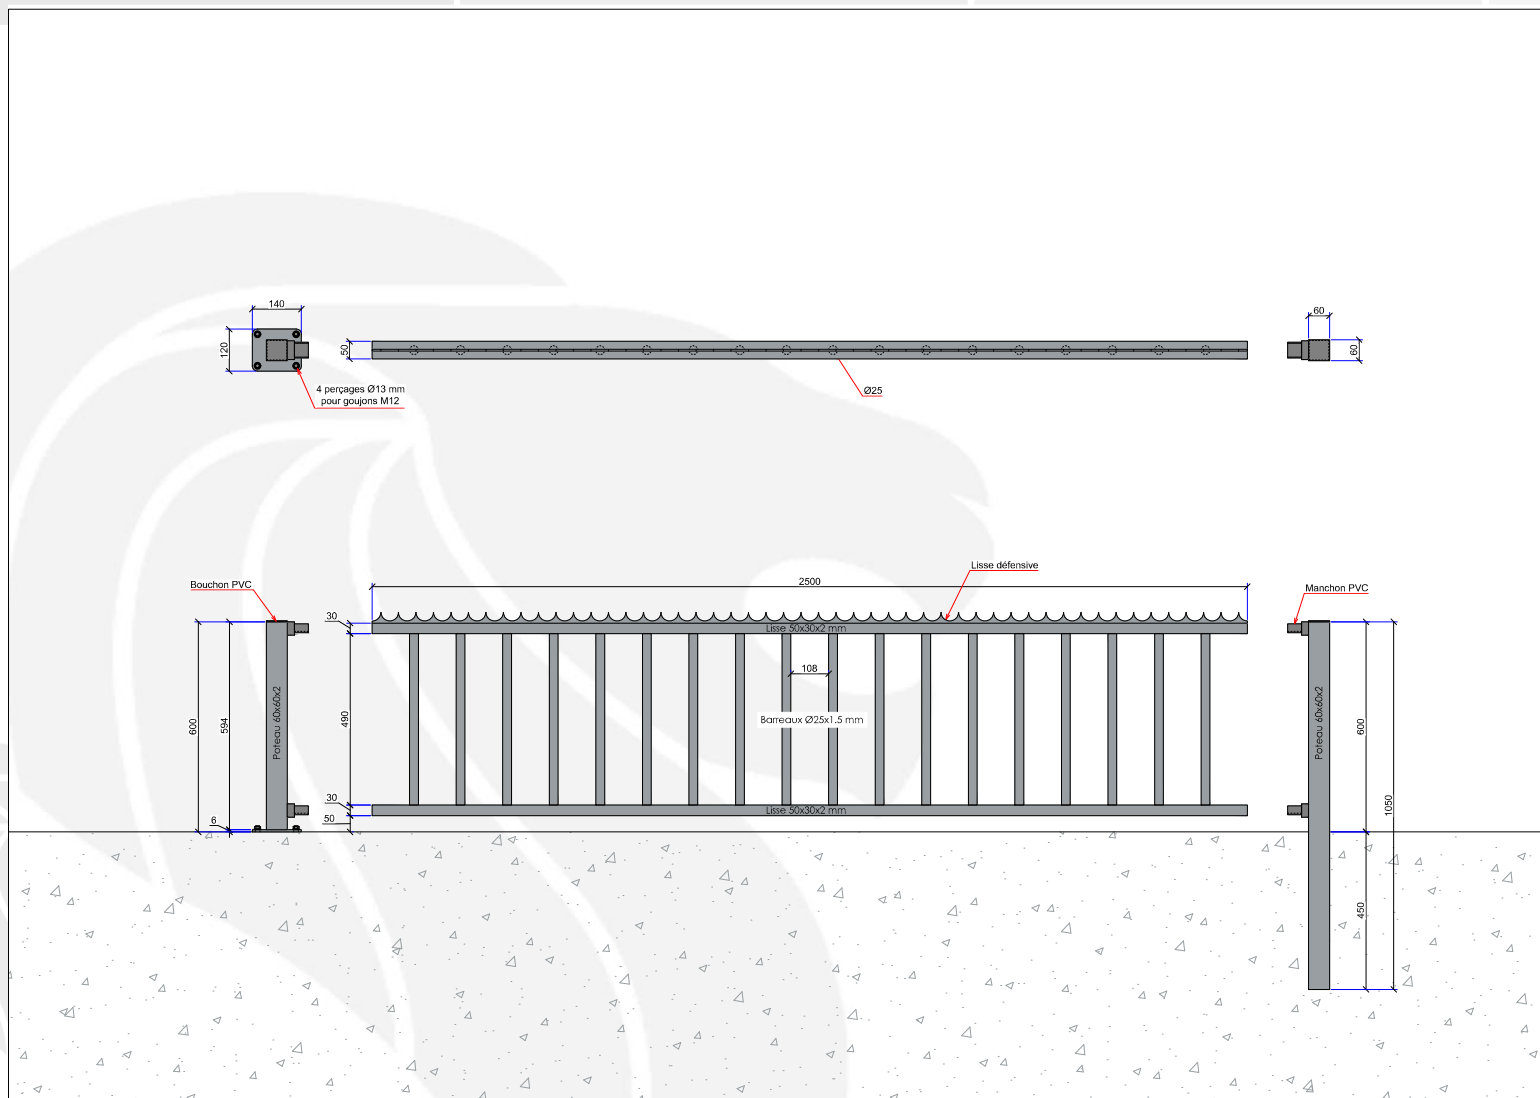 140
120
4 perçages Ø13 mm
pour goujons M12
50
Ø25
60
60
Bouchon PVC
Lisse défensive
Manchon PVC
2500
30
Lisse 50x30x2 mm
108
Barreaux Ø25x1.5 mm
490
600
594
Poteau 60x60x2
6
30
50
Lisse 50x30x2 mm
Poteau 60x60x2
600
1050
450